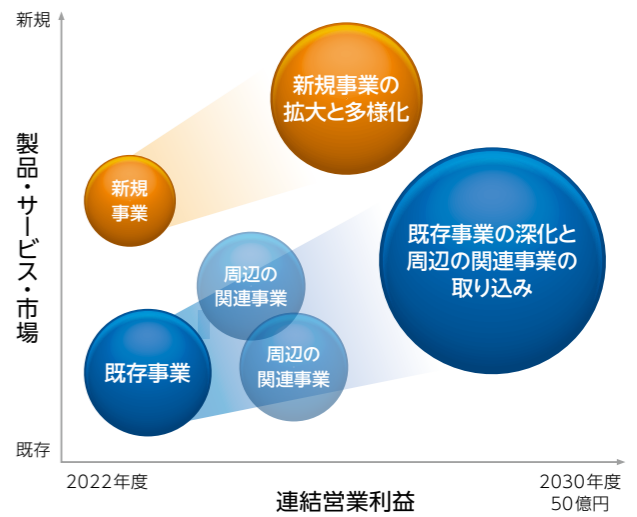 新規
製品・サービス・市場
既存
新規事業の
拡大と多様化
新規
事業
既存事業の深化と
周辺の関連事業の
取り込み
周辺の
関連事業
周辺の
関連事業
既存事業
2022年度
連結営業利益
2030年度
50億円